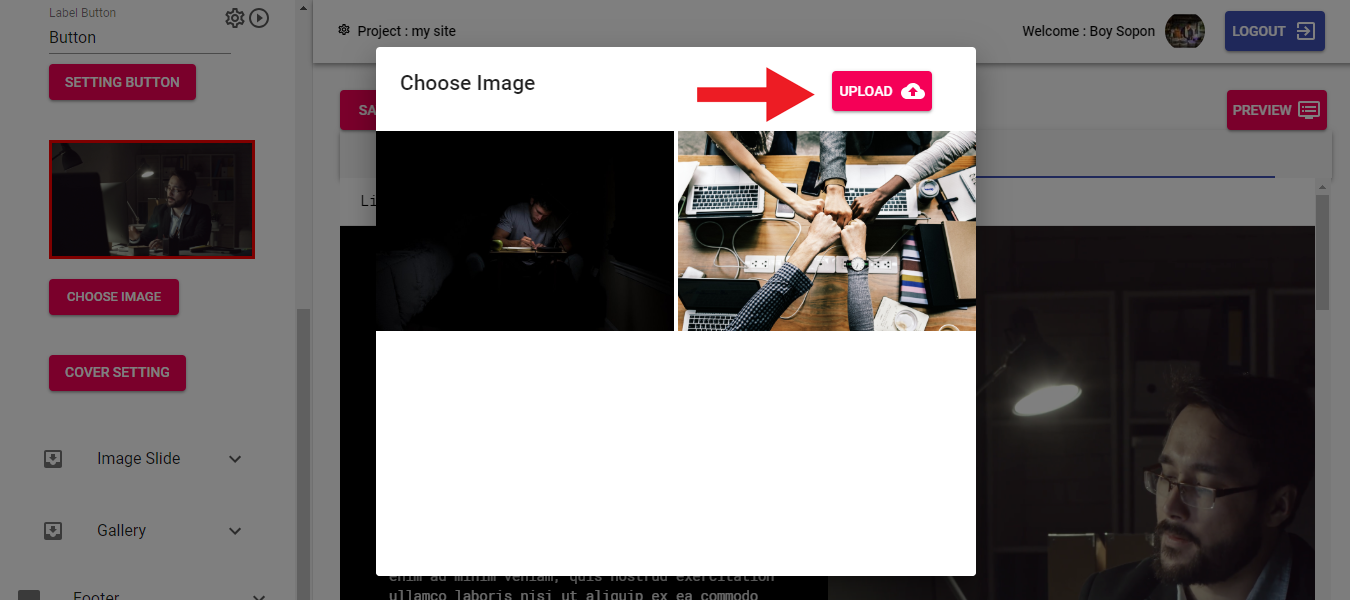 Label Button
Button
SETTING BUTTON
CHOOSE IMAGE
COVER SETTING
Image Slide
Gallery
Footer
Project : my site
Welcome : Boy Sopon
LOGOUT
SA
PREVIEW
Li
Choose Image
UPLOAD
enim ad minim veniam, quis nostrud exercitation
ullamco laboris nisi ut aliquip ex ea commodo